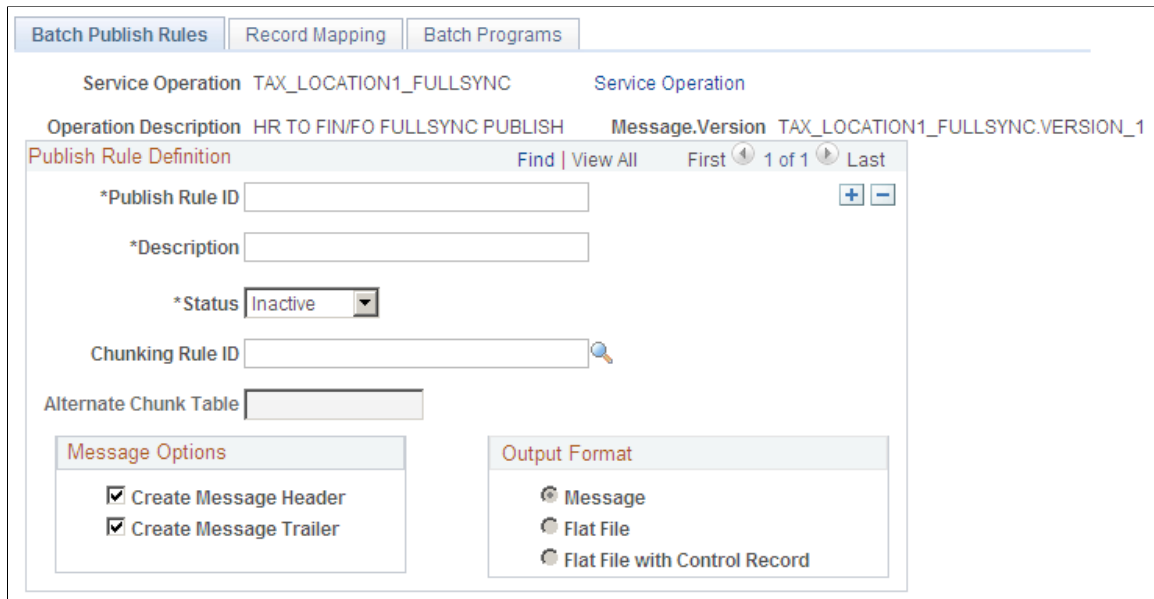 Batch Publish Rules Record Mapping Batch Programs
Service Operation TAX_LOCATION1_FULLSYNC Service Operation
Operation Description HR TO FIN/FO FULLSYNC PUBLISH Message.Version TAX_LOCATION1_FULLSYNC.VERSION_1
Publish Rule Definition Find | View All First 1 of 1 Last
*Publish Rule ID
*Description
*Status Inactive
Chunking Rule ID
Alternate Chunk Table
Message Options
Create Message Header
Create Message Trailer
Output Format
Message
Flat File
Flat File with Control Record